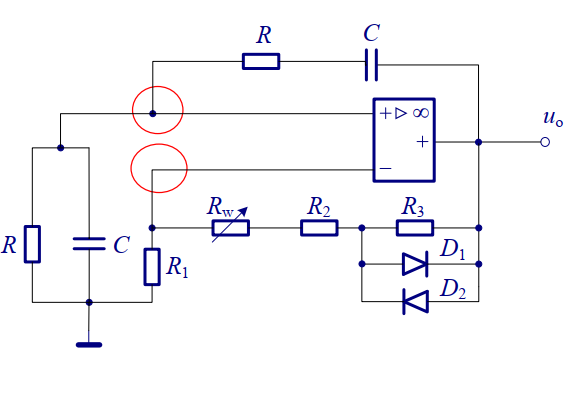 R C
+ ▷ ∞
+
−
u_o
R_w R_2 R_3
R C R_1
D_1
D_2